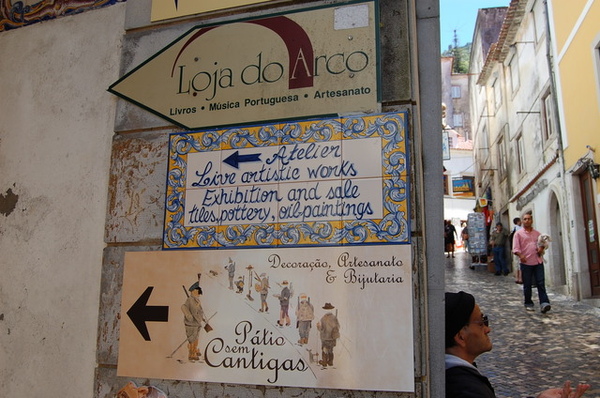 Loja do Arco
Livros • Música Portuguesa • Artesanato
Atelier
Live artistic works
Exhibition and sale
tiles, pottery, oil-paintings
Decoração, Artesanato
& Bijutaria
Pátio
sem
Cantigas